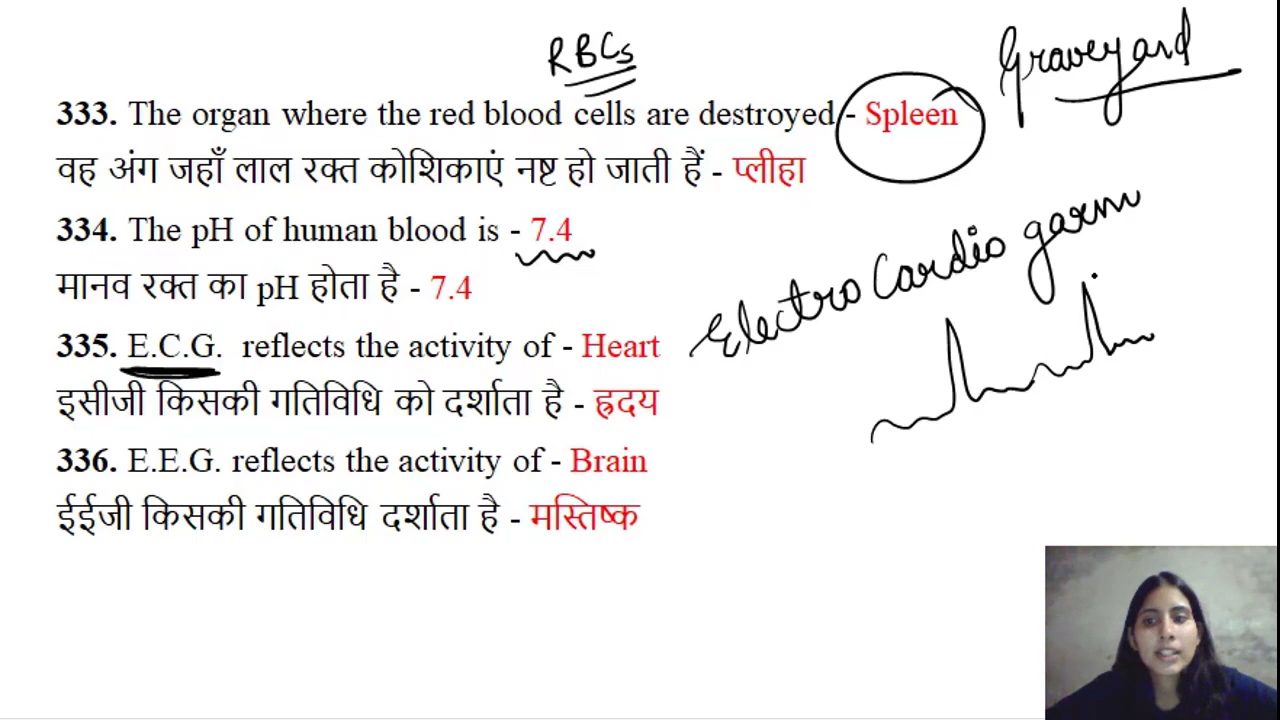 RBCs
Graveyard
333. The organ where the red blood cells are destroyed - Spleen
वह अंग जहाँ लाल रक्त कोशिकाएं नष्ट हो जाती हैं - प्लीहा
334. The pH of human blood is - 7.4
मानव रक्त का pH होता है - 7.4
Electro Cardio garm
335. E.C.G. reflects the activity of - Heart
इसीजी किसकी गतिविधि को दर्शाता है - ह्रदय
336. E.E.G. reflects the activity of - Brain
ईईजी किसकी गतिविधि दर्शाता है - मस्तिष्क